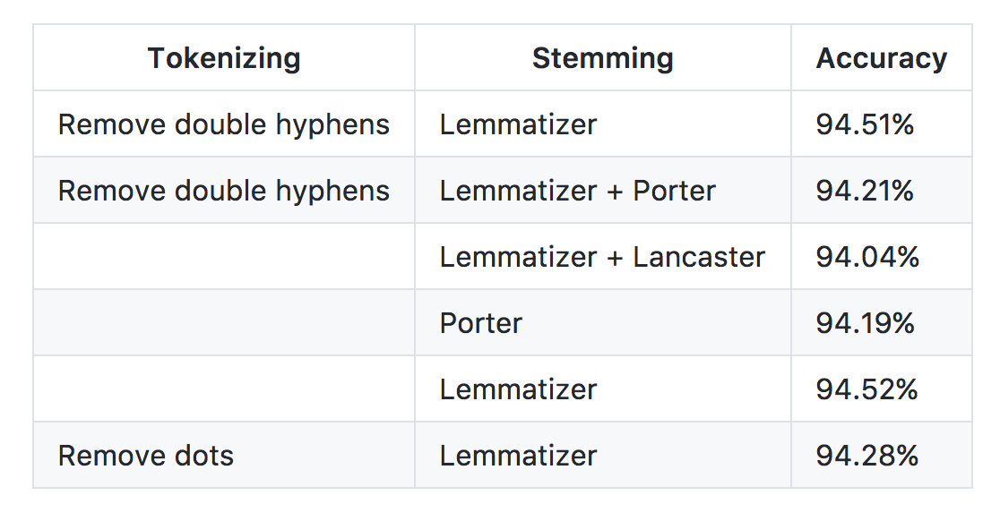 Tokenizing Stemming Accuracy
Remove double hyphens Lemmatizer 94.51%
Remove double hyphens Lemmatizer + Porter 94.21%
Lemmatizer + Lancaster 94.04%
Porter 94.19%
Lemmatizer 94.52%
Remove dots Lemmatizer 94.28%